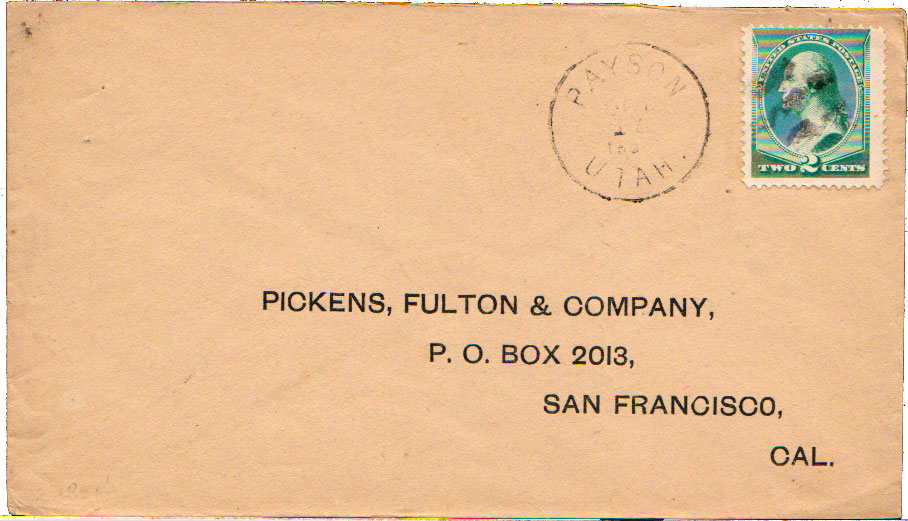 PAYSON
UTAH.
UNITED STATES POSTAGE
TWO 2 CENTS
PICKENS, FULTON & COMPANY,
P. O. BOX 2013,
SAN FRANCISCO,
CAL.